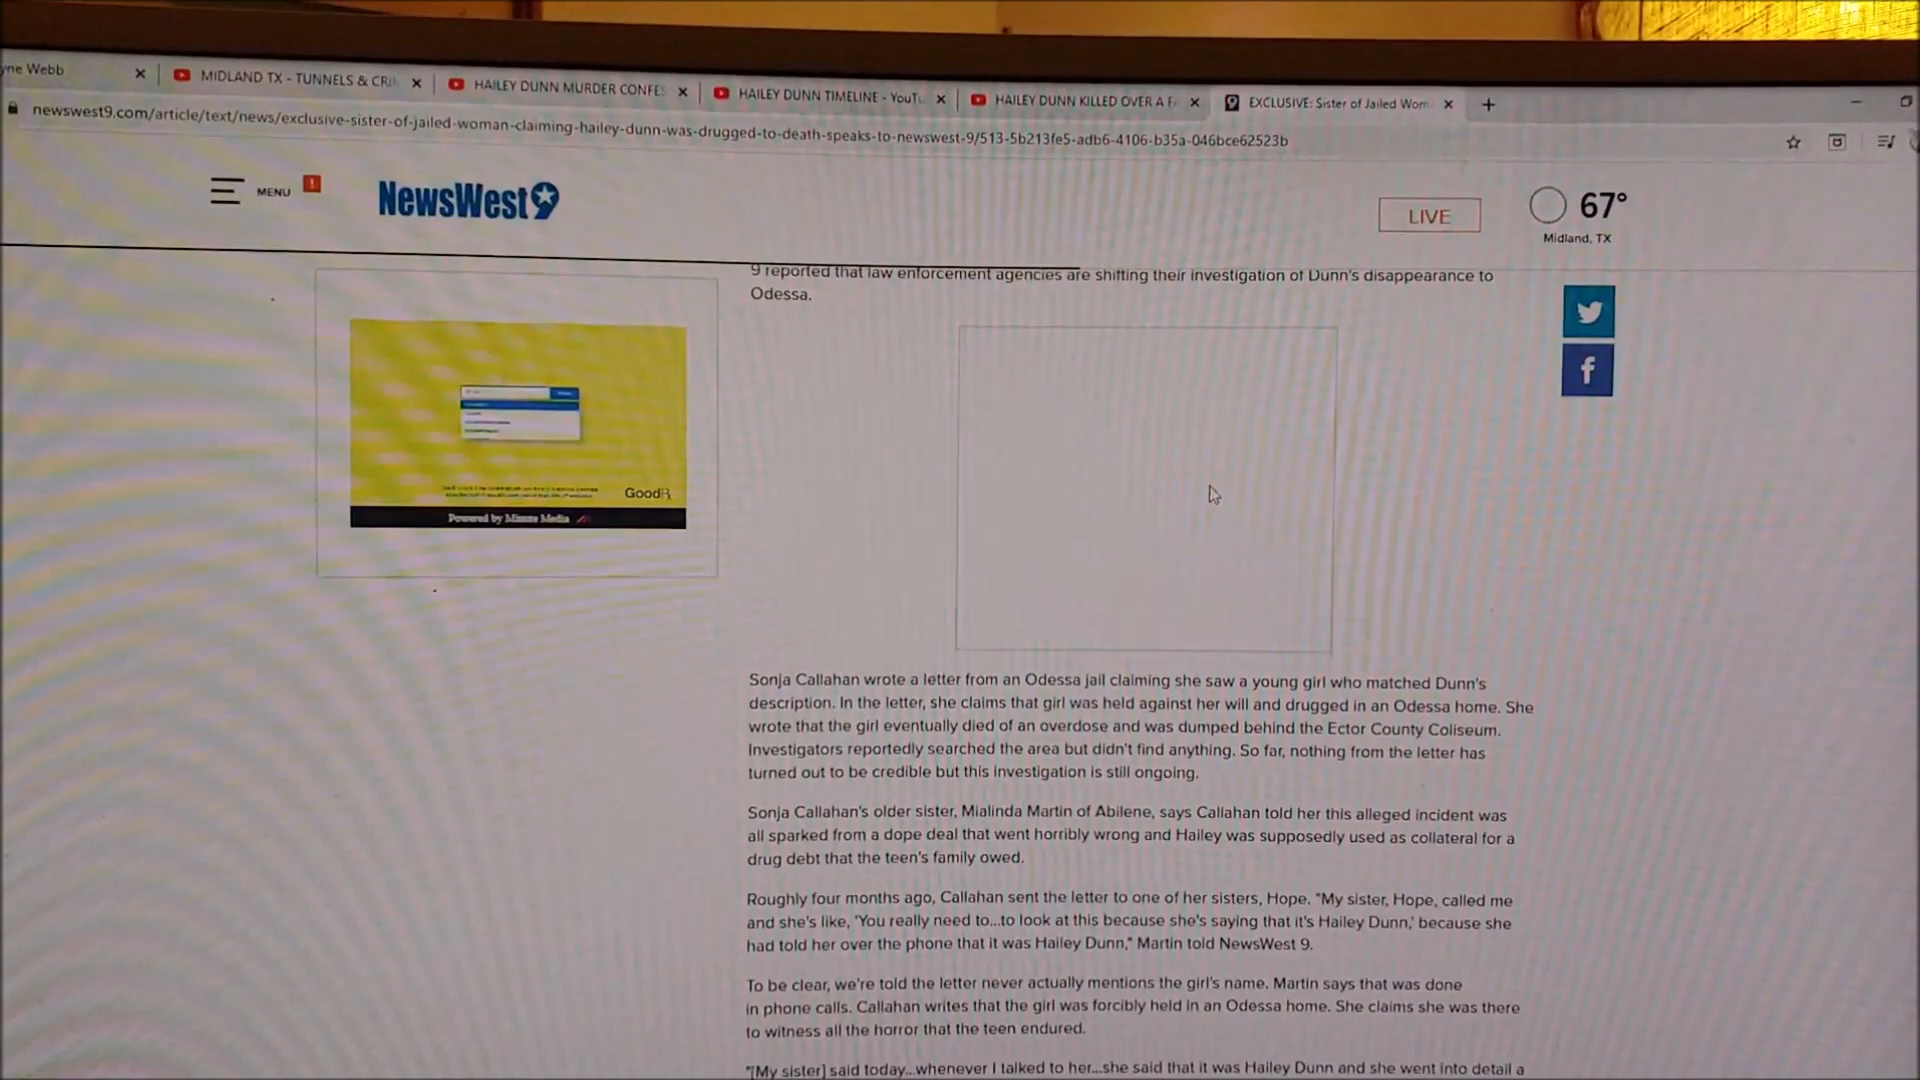 yne Webb
MIDLAND TX - TUNNELS & CRI
HAILEY DUNN MURDER CONFES
HAILEY DUNN TIMELINE - YouTu
HAILEY DUNN KILLED OVER A F
EXCLUSIVE: Sister of Jailed Wom
newswest9.com/article/text/news/exclusive-sister-of-jailed-woman-claiming-hailey-dunn-was-drugged-to-death-speaks-to-newswest-9/513-5b213fe5-adb6-4106-b35a-046bce62523b
MENU
NewsWest9
LIVE
67°
Midland, TX
9 reported that law enforcement agencies are shifting their investigation of Dunn's disappearance to
Odessa.
GoodRx
Powered by Minute Media
Sonja Callahan wrote a letter from an Odessa jail claiming she saw a young girl who matched Dunn's
description. In the letter, she claims that girl was held against her will and drugged in an Odessa home. She
wrote that the girl eventually died of an overdose and was dumped behind the Ector County Coliseum.
Investigators reportedly searched the area but didn't find anything. So far, nothing from the letter has
turned out to be credible but this investigation is still ongoing.
Sonja Callahan's older sister, Mialinda Martin of Abilene, says Callahan told her this alleged incident was
all sparked from a dope deal that went horribly wrong and Hailey was supposedly used as collateral for a
drug debt that the teen's family owed.
Roughly four months ago, Callahan sent the letter to one of her sisters, Hope. "My sister, Hope, called me
and she's like, 'You really need to...to look at this because she's saying that it's Hailey Dunn,' because she
had told her over the phone that it was Hailey Dunn," Martin told NewsWest 9.
To be clear, we're told the letter never actually mentions the girl's name. Martin says that was done
in phone calls. Callahan writes that the girl was forcibly held in an Odessa home. She claims she was there
to witness all the horror that the teen endured.
"[My sister] said today...whenever I talked to her...she said that it was Hailey Dunn and she went into detail a